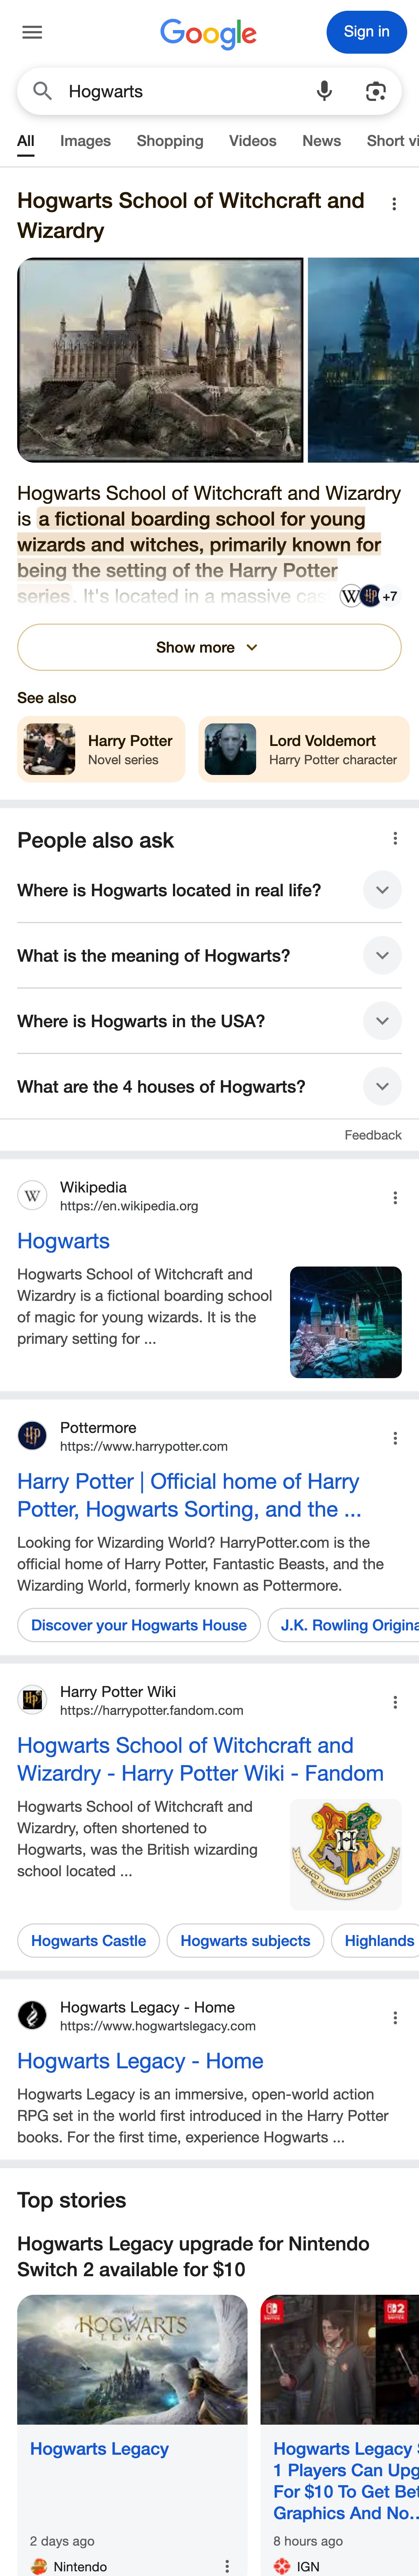 Google
Sign in
Hogwarts
All Images Shopping Videos News Short vi
Hogwarts School of Witchcraft and
Wizardry
Hogwarts School of Witchcraft and Wizardry
is a fictional boarding school for young
wizards and witches, primarily known for
being the setting of the Harry Potter
series. It's located in a massive cas
W +7
Show more
See also
Harry Potter
Novel series
Lord Voldemort
Harry Potter character
People also ask
Where is Hogwarts located in real life?
What is the meaning of Hogwarts?
Where is Hogwarts in the USA?
What are the 4 houses of Hogwarts?
Feedback
W
Wikipedia
https://en.wikipedia.org
Hogwarts
Hogwarts School of Witchcraft and
Wizardry is a fictional boarding school
of magic for young wizards. It is the
primary setting for ...
Pottermore
https://www.harrypotter.com
Harry Potter | Official home of Harry
Potter, Hogwarts Sorting, and the ...
Looking for Wizarding World? HarryPotter.com is the
official home of Harry Potter, Fantastic Beasts, and the
Wizarding World, formerly known as Pottermore.
Discover your Hogwarts House
J.K. Rowling Origina
Harry Potter Wiki
https://harrypotter.fandom.com
Hogwarts School of Witchcraft and
Wizardry - Harry Potter Wiki - Fandom
Hogwarts School of Witchcraft and
Wizardry, often shortened to
Hogwarts, was the British wizarding
school located ...
H
DRACO DORMIENS NUNQUAM TITILLANDUS
Hogwarts Castle
Hogwarts subjects
Highlands
Hogwarts Legacy - Home
https://www.hogwartslegacy.com
Hogwarts Legacy - Home
Hogwarts Legacy is an immersive, open-world action
RPG set in the world first introduced in the Harry Potter
books. For the first time, experience Hogwarts ...
Top stories
Hogwarts Legacy upgrade for Nintendo
Switch 2 available for $10
HOGWARTS
LEGACY
Hogwarts Legacy
2 days ago
Nintendo
2
Hogwarts Legacy
1 Players Can Upg
For $10 To Get Bet
Graphics And No...
8 hours ago
IGN